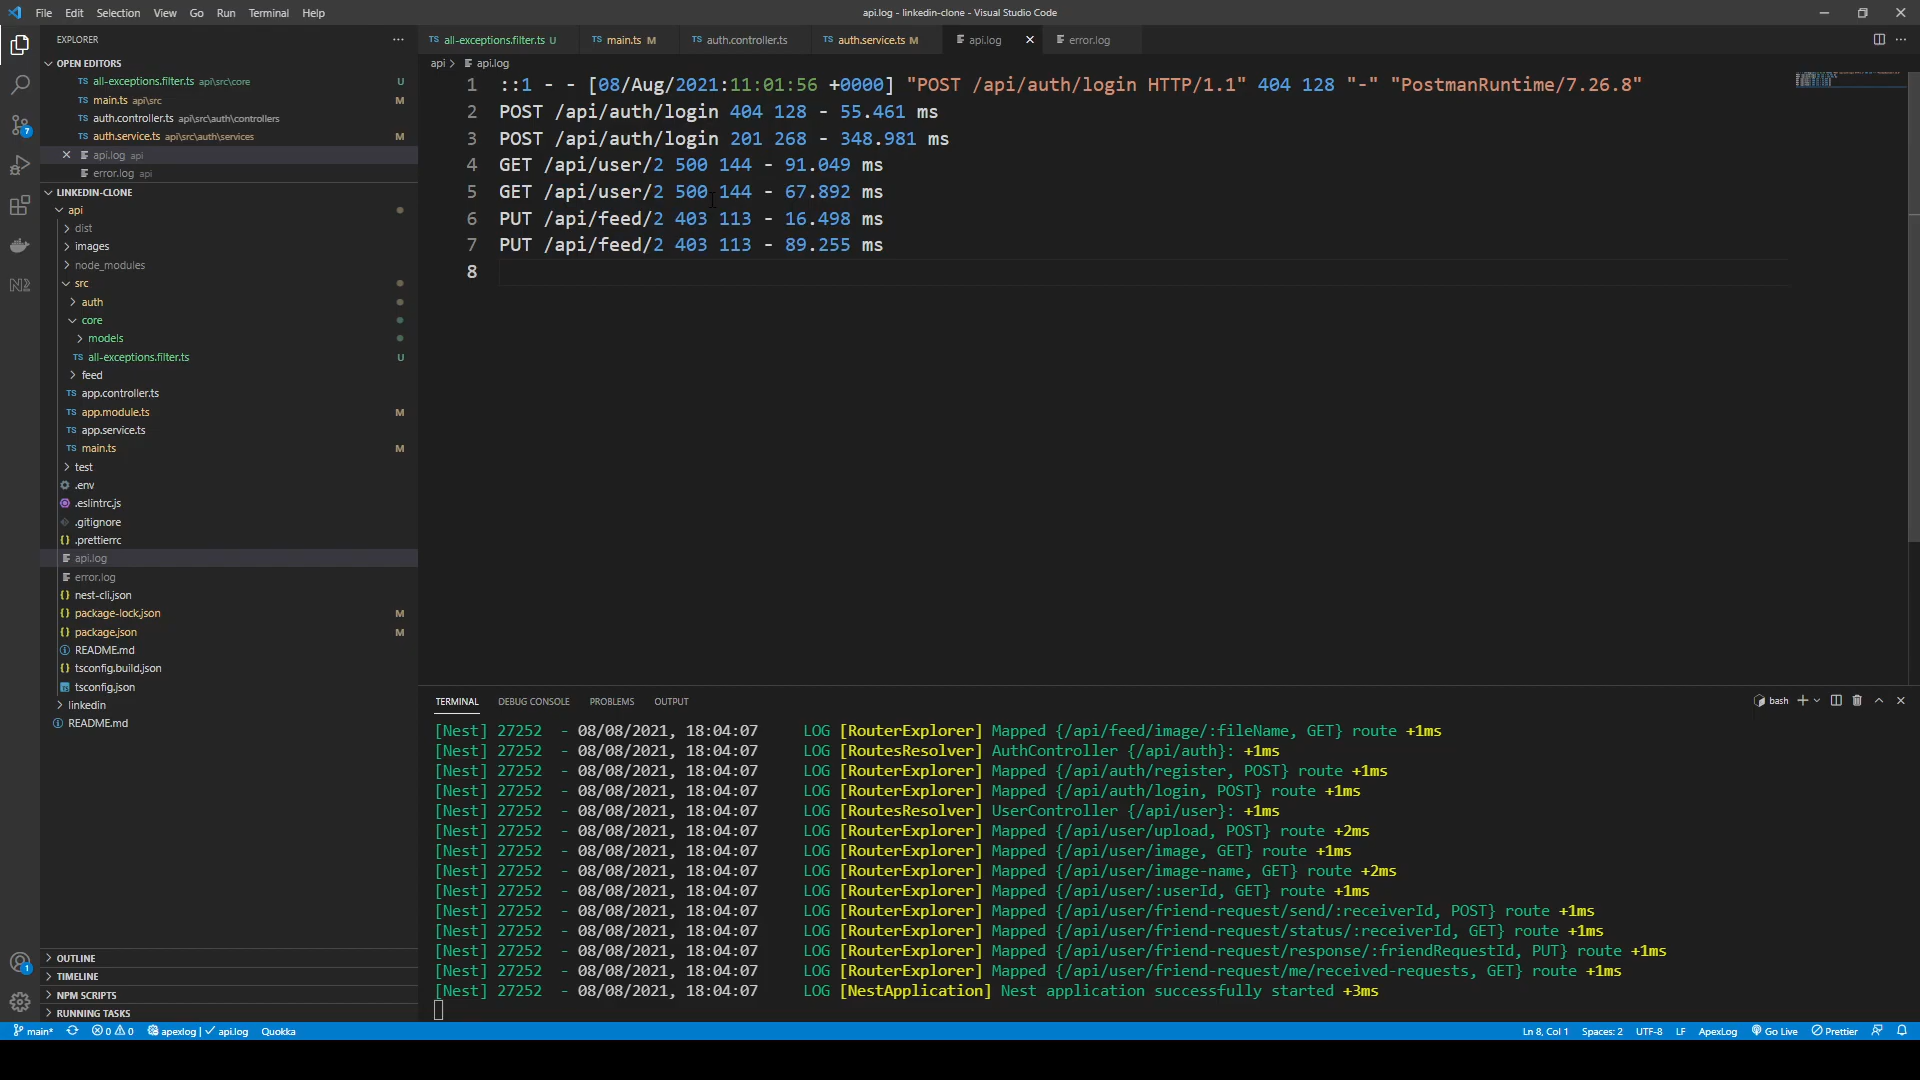 File Edit Selection View Go Run Terminal Help
api.log - linkedin-clone - Visual Studio Code
EXPLORER
OPEN EDITORS
TS all-exceptions.filter.ts api\src\core U
TS main.ts api\src M
TS auth.controller.ts api\src\auth\controllers
TS auth.service.ts api\src\auth\services M
api.log api
error.log api
LINKEDIN-CLONE
api
dist
images
node_modules
src
auth
core
models
TS all-exceptions.filter.ts U
feed
TS app.controller.ts
TS app.module.ts M
TS app.service.ts
TS main.ts M
test
.env
.eslintrc.js
.gitignore
.prettierrc
api.log
error.log
nest-cli.json
package-lock.json M
package.json M
README.md
tsconfig.build.json
tsconfig.json
linkedin
README.md
OUTLINE
TIMELINE
NPM SCRIPTS
RUNNING TASKS
TS all-exceptions.filter.ts U
TS main.ts M
TS auth.controller.ts
TS auth.service.ts M
api.log
error.log
api > api.log
1 ::1 - - [08/Aug/2021:11:01:56 +0000] "POST /api/auth/login HTTP/1.1" 404 128 "-" "PostmanRuntime/7.26.8"
2 POST /api/auth/login 404 128 - 55.461 ms
3 POST /api/auth/login 201 268 - 348.981 ms
4 GET /api/user/2 500 144 - 91.049 ms
5 GET /api/user/2 500 144 - 67.892 ms
6 PUT /api/feed/2 403 113 - 16.498 ms
7 PUT /api/feed/2 403 113 - 89.255 ms
8
TERMINAL DEBUG CONSOLE PROBLEMS OUTPUT
bash
[Nest] 27252 - 08/08/2021, 18:04:07 LOG [RouterExplorer] Mapped {/api/feed/image/:fileName, GET} route +1ms
[Nest] 27252 - 08/08/2021, 18:04:07 LOG [RoutesResolver] AuthController {/api/auth}: +1ms
[Nest] 27252 - 08/08/2021, 18:04:07 LOG [RouterExplorer] Mapped {/api/auth/register, POST} route +1ms
[Nest] 27252 - 08/08/2021, 18:04:07 LOG [RouterExplorer] Mapped {/api/auth/login, POST} route +1ms
[Nest] 27252 - 08/08/2021, 18:04:07 LOG [RoutesResolver] UserController {/api/user}: +1ms
[Nest] 27252 - 08/08/2021, 18:04:07 LOG [RouterExplorer] Mapped {/api/user/upload, POST} route +2ms
[Nest] 27252 - 08/08/2021, 18:04:07 LOG [RouterExplorer] Mapped {/api/user/image, GET} route +1ms
[Nest] 27252 - 08/08/2021, 18:04:07 LOG [RouterExplorer] Mapped {/api/user/image-name, GET} route +2ms
[Nest] 27252 - 08/08/2021, 18:04:07 LOG [RouterExplorer] Mapped {/api/user/:userId, GET} route +1ms
[Nest] 27252 - 08/08/2021, 18:04:07 LOG [RouterExplorer] Mapped {/api/user/friend-request/send/:receiverId, POST} route +1ms
[Nest] 27252 - 08/08/2021, 18:04:07 LOG [RouterExplorer] Mapped {/api/user/friend-request/status/:receiverId, GET} route +1ms
[Nest] 27252 - 08/08/2021, 18:04:07 LOG [RouterExplorer] Mapped {/api/user/friend-request/response/:friendRequestId, PUT} route +1ms
[Nest] 27252 - 08/08/2021, 18:04:07 LOG [RouterExplorer] Mapped {/api/user/friend-request/me/received-requests, GET} route +1ms
[Nest] 27252 - 08/08/2021, 18:04:07 LOG [NestApplication] Nest application successfully started +3ms
main* 0 0 apexlog | api.log Quokka
Ln 8, Col 1 Spaces: 2 UTF-8 LF ApexLog Go Live Prettier